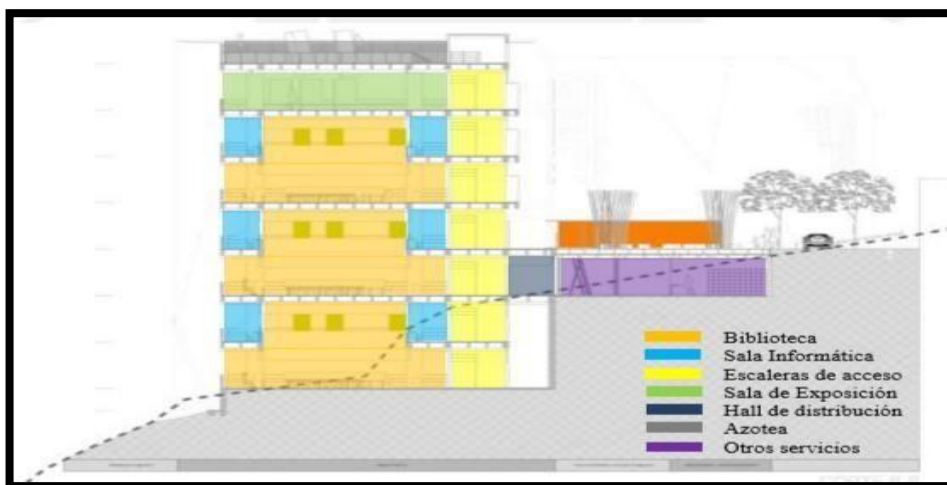 Biblioteca
Sala Informática
Escaleras de acceso
Sala de Exposición
Hall de distribución
Azotea
Otros servicios